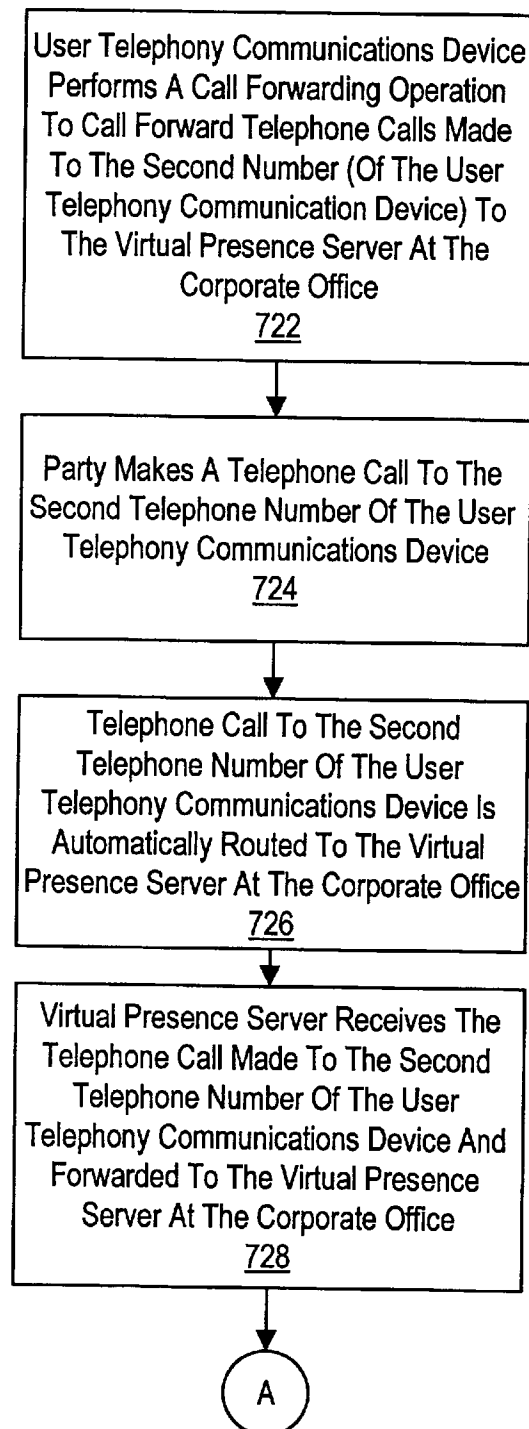 User Telephony Communications Device
Performs A Call Forwarding Operation
To Call Forward Telephone Calls Made
To The Second Number (Of The User
Telephony Communication Device) To
The Virtual Presence Server At The
Corporate Office
722
Party Makes A Telephone Call To The
Second Telephone Number Of The User
Telephony Communications Device
724
Telephone Call To The Second
Telephone Number Of The User
Telephony Communications Device Is
Automatically Routed To The Virtual
Presence Server At The Corporate Office
726
Virtual Presence Server Receives The
Telephone Call Made To The Second
Telephone Number Of The User
Telephony Communications Device And
Forwarded To The Virtual Presence
Server At The Corporate Office
728
A